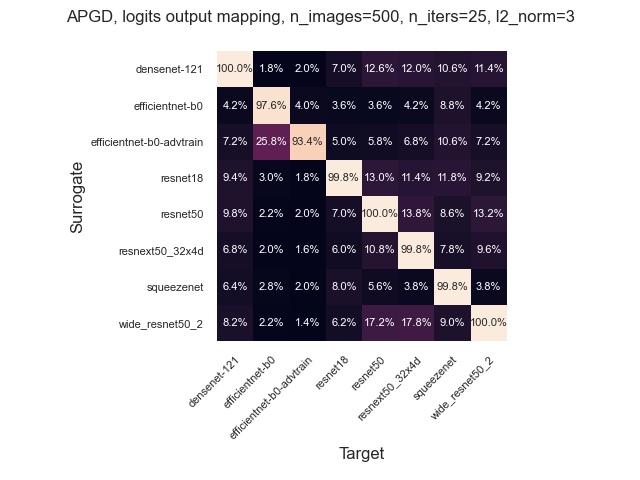 APGD, logits output mapping, n_images=500, n_iters=25, l2_norm=3
Surrogate
densenet-121 100.0% 1.8% 2.0% 7.0% 12.6% 12.0% 10.6% 11.4%
efficientnet-b0 4.2% 97.6% 4.0% 3.6% 3.6% 4.2% 8.8% 4.2%
efficientnet-b0-advtrain 7.2% 25.8% 93.4% 5.0% 5.8% 6.8% 10.6% 7.2%
resnet18 9.4% 3.0% 1.8% 99.8% 13.0% 11.4% 11.8% 9.2%
resnet50 9.8% 2.2% 2.0% 7.0% 100.0% 13.8% 8.6% 13.2%
resnext50_32x4d 6.8% 2.0% 1.6% 6.0% 10.8% 99.8% 7.8% 9.6%
squeezenet 6.4% 2.8% 2.0% 8.0% 5.6% 3.8% 99.8% 3.8%
wide_resnet50_2 8.2% 2.2% 1.4% 6.2% 17.2% 17.8% 9.0% 100.0%
densenet-121
efficientnet-b0
efficientnet-b0-advtrain
resnet18
resnet50
resnext50_32x4d
squeezenet
wide_resnet50_2
Target